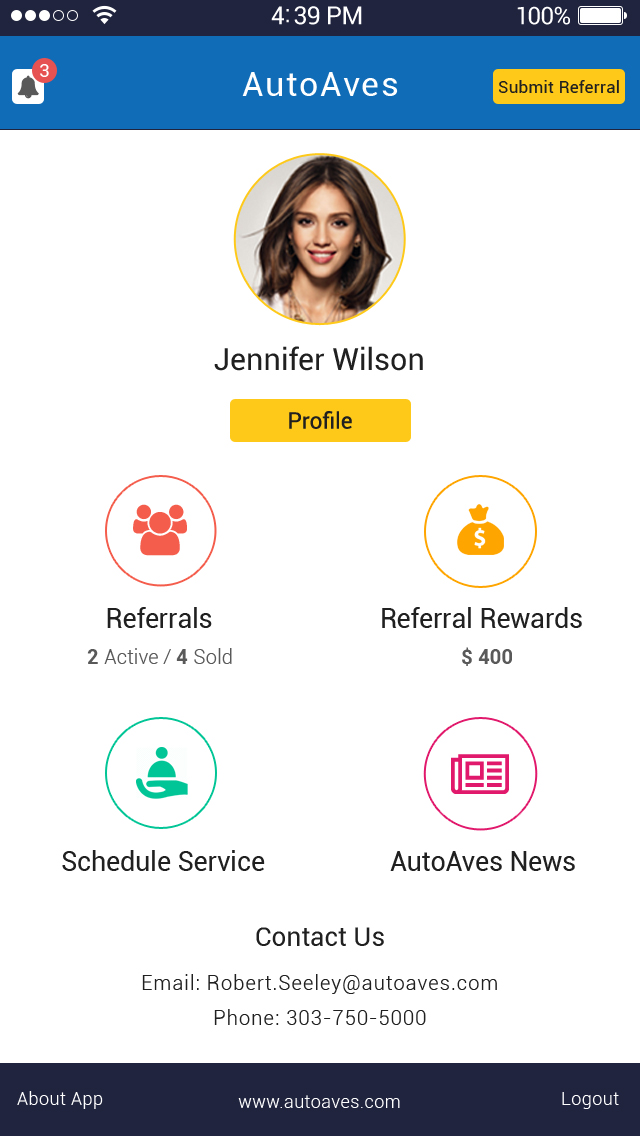 4:39 PM 100%
3 AutoAves Submit Referral
Jennifer Wilson
Profile
$
Referrals Referral Rewards
2 Active / 4 Sold $ 400
Schedule Service AutoAves News
Contact Us
Email: Robert.Seeley@autoaves.com
Phone: 303-750-5000
About App www.autoaves.com Logout